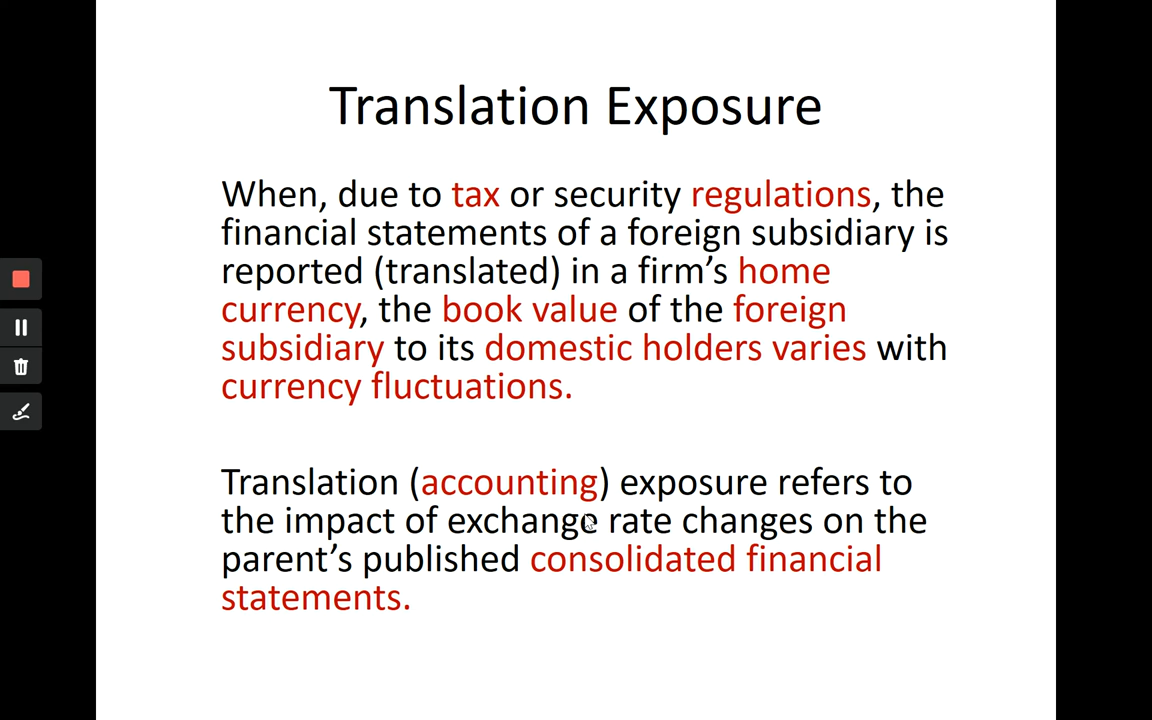 Translation Exposure
When, due to tax or security regulations, the
financial statements of a foreign subsidiary is
reported (translated) in a firm’s home
currency, the book value of the foreign
subsidiary to its domestic holders varies with
currency fluctuations.
Translation (accounting) exposure refers to
the impact of exchange rate changes on the
parent’s published consolidated financial
statements.